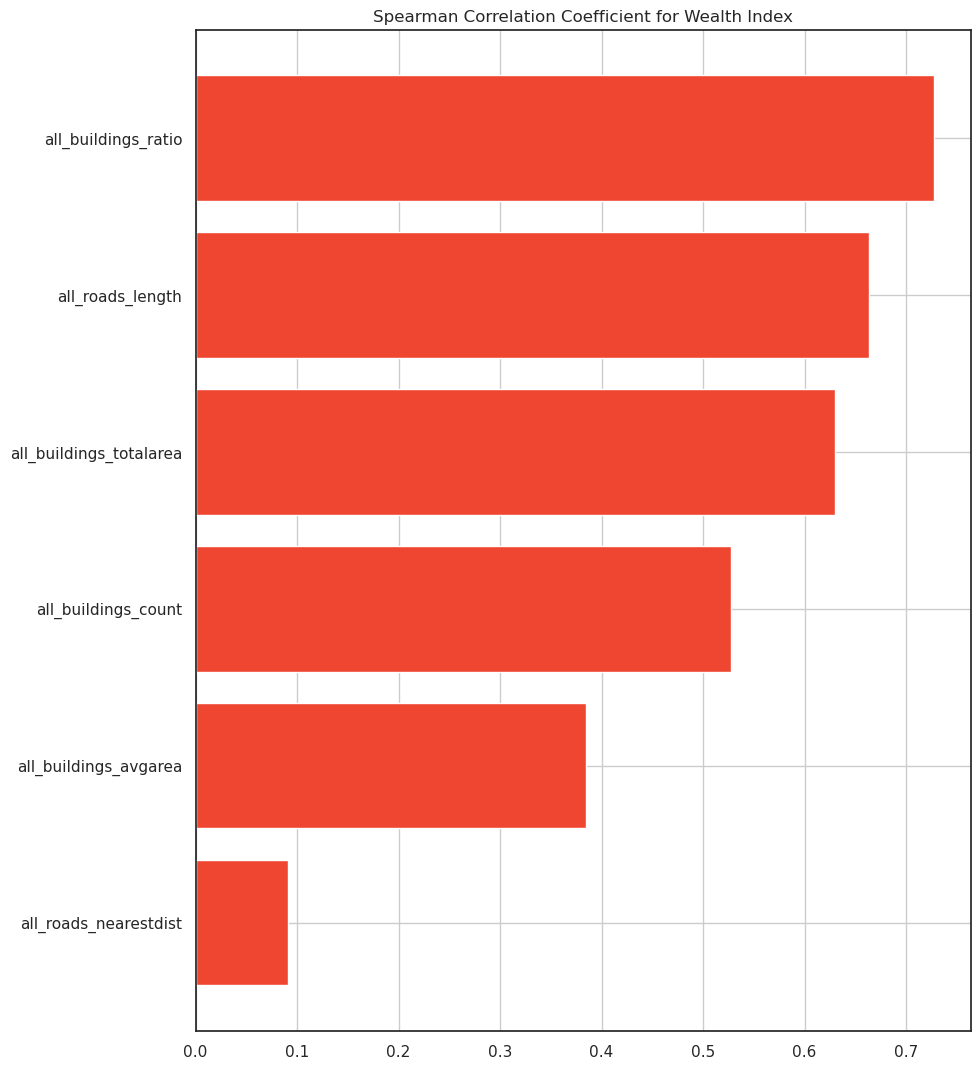 Spearman Correlation Coefficient for Wealth Index
all_buildings_ratio
all_roads_length
all_buildings_totalarea
all_buildings_count
all_buildings_avgarea
all_roads_nearestdist
0.0 0.1 0.2 0.3 0.4 0.5 0.6 0.7